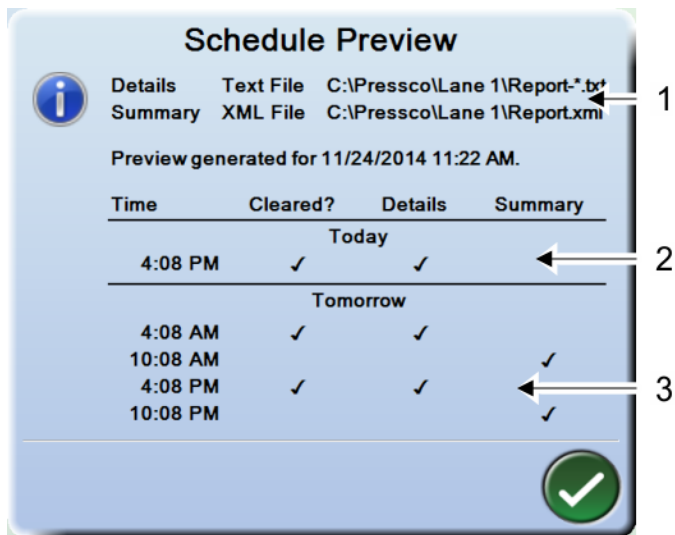 Schedule Preview
Details Text File C:\Pressco\Lane 1\Report-*.txt
1
Summary XML File C:\Pressco\Lane 1\Report.xml
Preview generated for 11/24/2014 11:22 AM.
Time Cleared? Details Summary
Today
4:08 PM ✓ ✓
2
Tomorrow
4:08 AM ✓ ✓
10:08 AM ✓
4:08 PM ✓ ✓
3
10:08 PM ✓